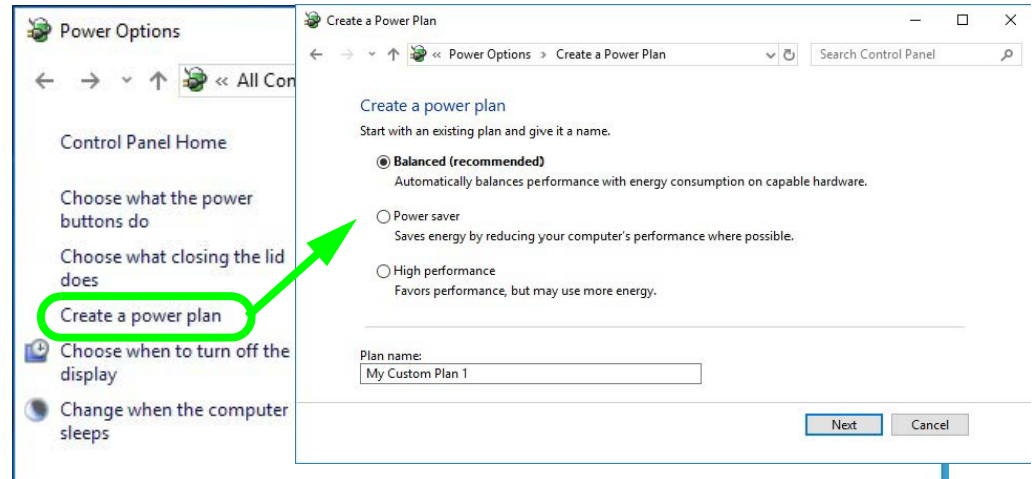 Power Options
« All Con
Control Panel Home
Choose what the power
buttons do
Choose what closing the lid
does
Create a power plan
Choose when to turn off the
display
Change when the computer
sleeps
Create a Power Plan
« Power Options > Create a Power Plan
Search Control Panel
Create a power plan
Start with an existing plan and give it a name.
Balanced (recommended)
Automatically balances performance with energy consumption on capable hardware.
Power saver
Saves energy by reducing your computer's performance where possible.
High performance
Favors performance, but may use more energy.
Plan name:
My Custom Plan 1
Next Cancel